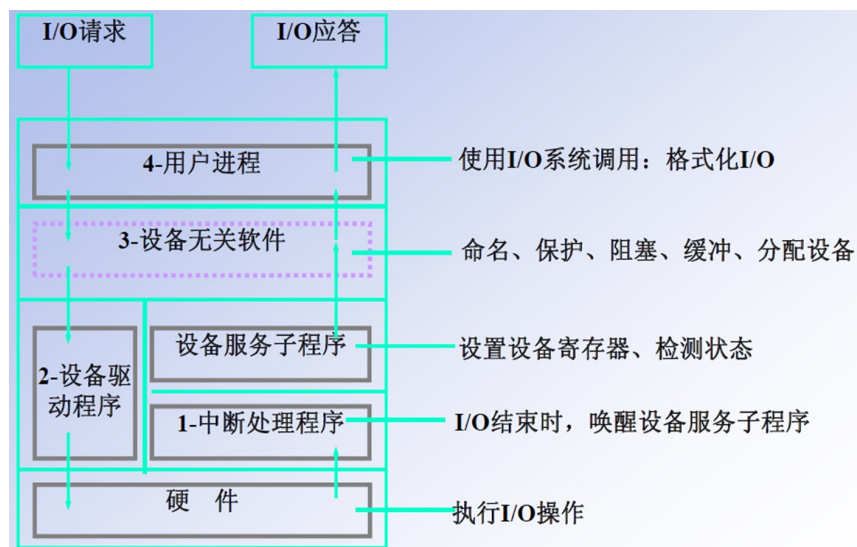 I/O请求
I/O应答
4-用户进程
使用I/O系统调用：格式化I/O
3-设备无关软件
命名、保护、阻塞、缓冲、分配设备
2-设备驱
动程序
设备服务子程序
设置设备寄存器、检测状态
1-中断处理程序
I/O结束时，唤醒设备服务子程序
硬 件
执行I/O操作